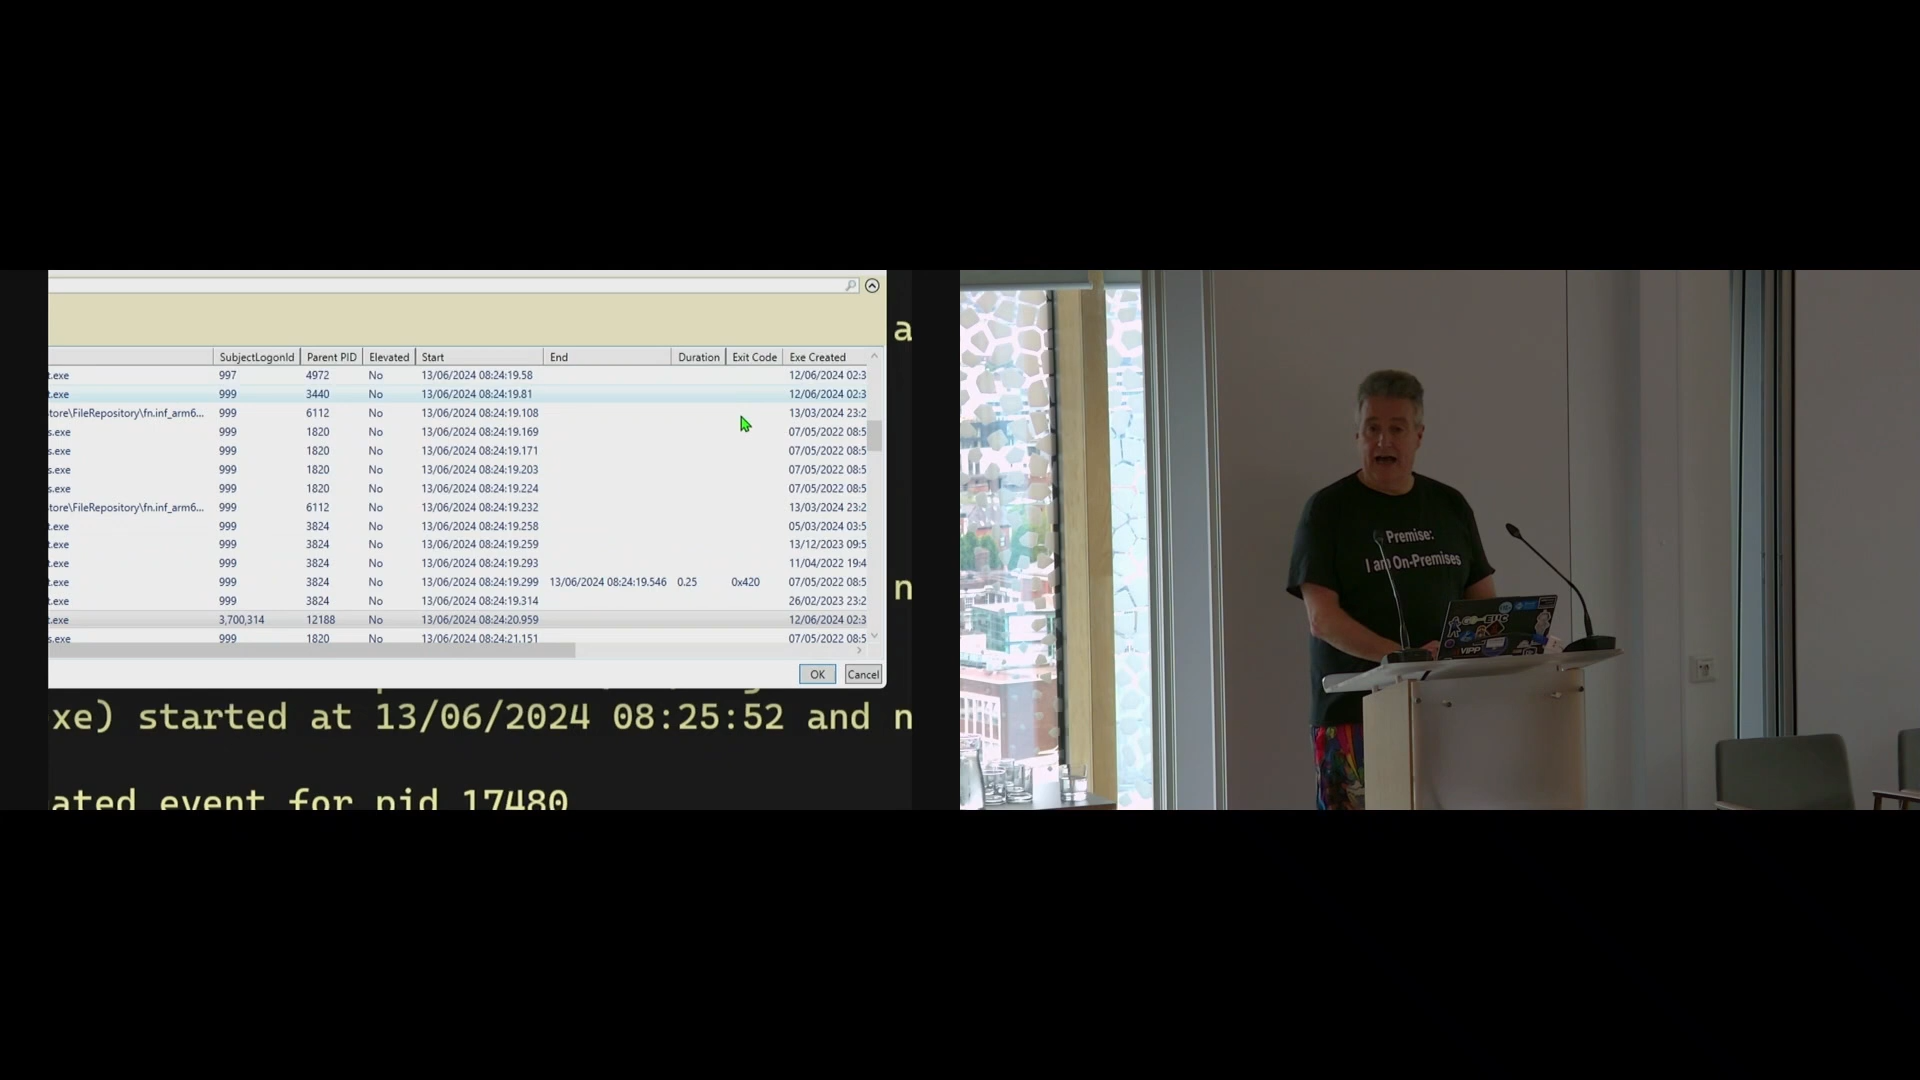 a
SubjectLogonId Parent PID Elevated Start End Duration Exit Code Exe Created
t.exe 997 4972 No 13/06/2024 08:24:19.58 12/06/2024 02:3
t.exe 999 3440 No 13/06/2024 08:24:19.81 12/06/2024 02:3
tore\FileRepository\fn.inf_arm6... 999 6112 No 13/06/2024 08:24:19.108 13/03/2024 23:2
s.exe 999 1820 No 13/06/2024 08:24:19.169 07/05/2022 08:5
s.exe 999 1820 No 13/06/2024 08:24:19.171 07/05/2022 08:5
s.exe 999 1820 No 13/06/2024 08:24:19.203 07/05/2022 08:5
s.exe 999 1820 No 13/06/2024 08:24:19.224 07/05/2022 08:5
tore\FileRepository\fn.inf_arm6... 999 6112 No 13/06/2024 08:24:19.232 13/03/2024 23:2
t.exe 999 3824 No 13/06/2024 08:24:19.258 05/03/2024 03:5
t.exe 999 3824 No 13/06/2024 08:24:19.259 13/12/2023 09:5
t.exe 999 3824 No 13/06/2024 08:24:19.293 11/04/2022 19:4
t.exe 999 3824 No 13/06/2024 08:24:19.299 13/06/2024 08:24:19.546 0.25 0x420 07/05/2022 08:5
n
t.exe 999 3824 No 13/06/2024 08:24:19.314 26/02/2023 23:2
t.exe 3,700,314 12188 No 13/06/2024 08:24:20.959 12/06/2024 02:3
s.exe 999 1820 No 13/06/2024 08:24:21.151 07/05/2022 08:5
OK Cancel
xe) started at 13/06/2024 08:25:52 and n
ated event for pid 17480
Premise:
I am On-Premises
VIPP